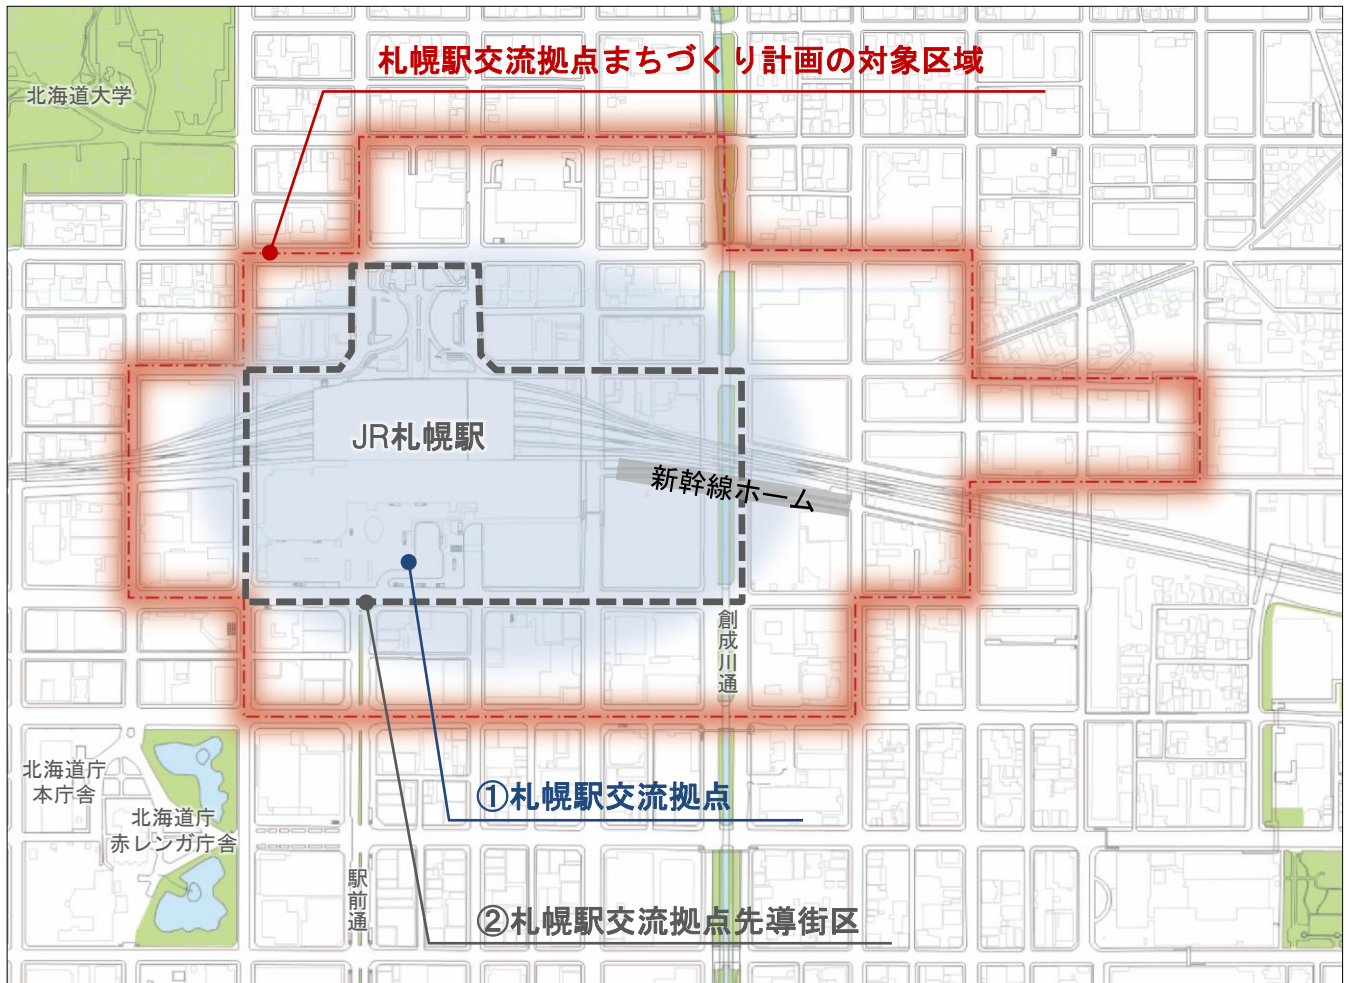 札幌駅交流拠点まちづくり計画の対象区域
北海道大学
JR札幌駅
新幹線ホーム
創成川通
北海道庁
本庁舎
北海道庁
赤レンガ庁舎
①札幌駅交流拠点
駅前通
②札幌駅交流拠点先導街区